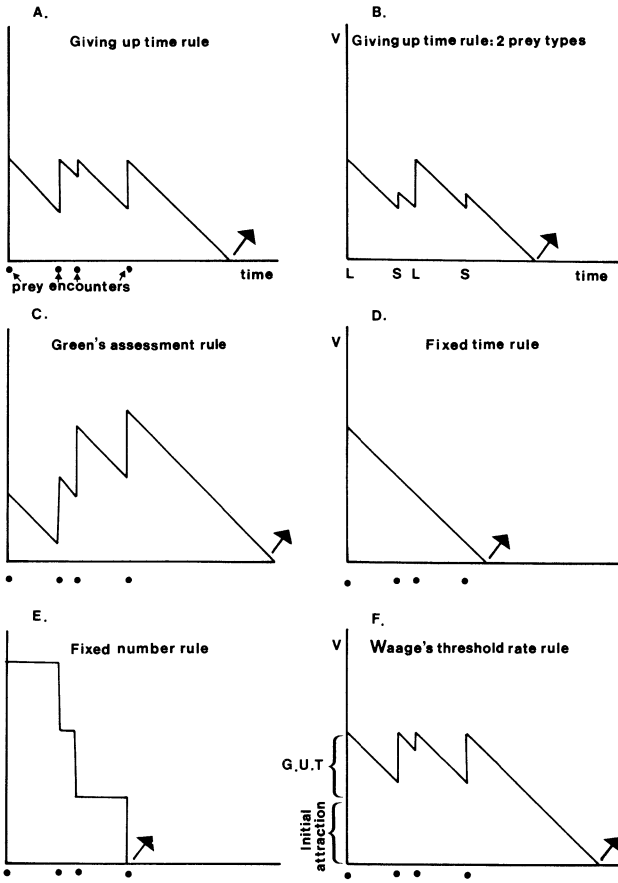 A.
Giving up time rule
prey encounters
time
B.
V
Giving up time rule: 2 prey types
L S L S
time
C.
Green's assessment rule
D.
V
Fixed time rule
E.
Fixed number rule
F.
V
Waage's threshold rate rule
G.U.T
Initial
attraction